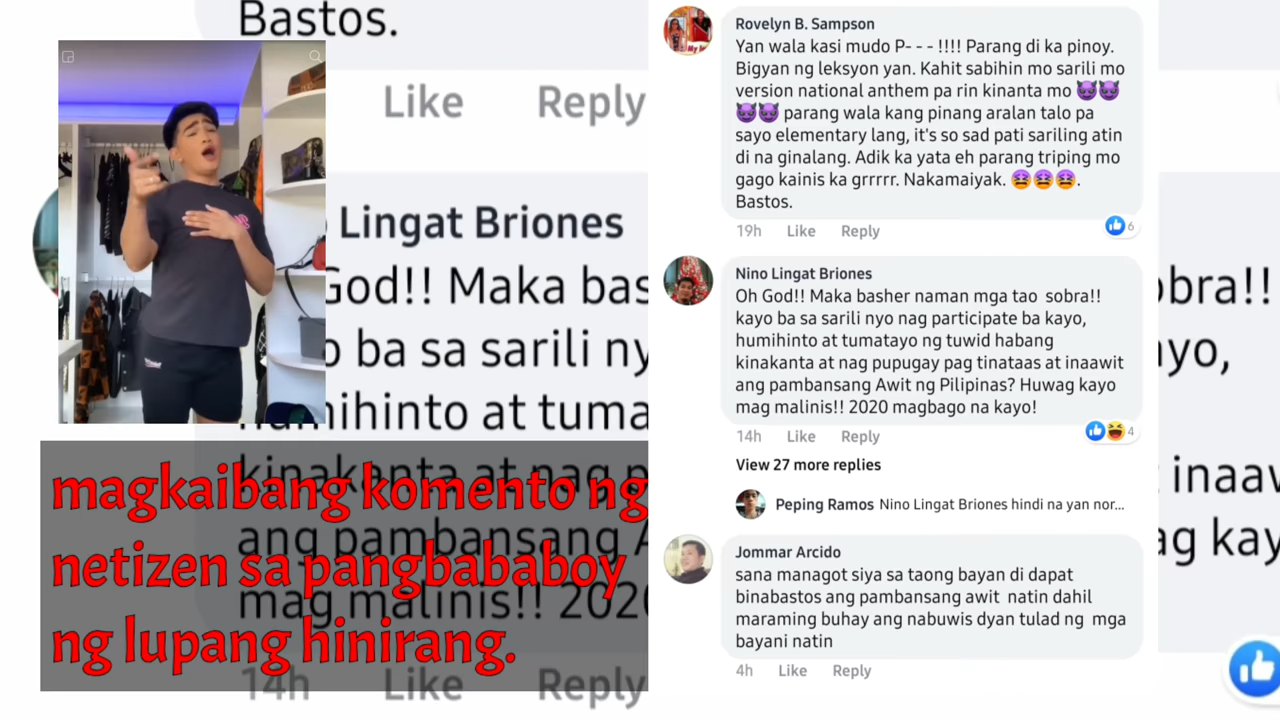 Bastos.
Like Reply
Lingat Briones
God!! Maka bas
o ba sa sarili ny
nihinto at tuma
kinakanta at nag p
ang pambansang A
mag malinis!! 2020
14h Like Reply
magkaibang komento ng
netizen sa pangbababoy
ng lupang hinirang.
Rovelyn B. Sampson
Yan wala kasi mudo P- - - !!!! Parang di ka pinoy.
Bigyan ng leksyon yan. Kahit sabihin mo sarili mo
version national anthem pa rin kinanta mo 😈😈
😈😈 parang wala kang pinang aralan talo pa
sayo elementary lang, it's so sad pati sariling atin
di na ginalang. Adik ka yata eh parang triping mo
gago kainis ka grrrrr. Nakamaiyak. 😫😫😫.
Bastos.
19h Like Reply 6
Nino Lingat Briones
Oh God!! Maka basher naman mga tao sobra!!
kayo ba sa sarili nyo nag participate ba kayo,
humihinto at tumatayo ng tuwid habang
kinakanta at nag pupugay pag tinataas at inaawit
ang pambansang Awit ng Pilipinas? Huwag kayo
mag malinis!! 2020 magbago na kayo!
14h Like Reply 4
View 27 more replies
Peping Ramos Nino Lingat Briones hindi na yan nor...
Jommar Arcido
sana managot siya sa taong bayan di dapat
binabastos ang pambansang awit natin dahil
maraming buhay ang nabuwis dyan tulad ng mga
bayani natin
4h Like Reply
obra!!
ayo,
inaaw
ag kay